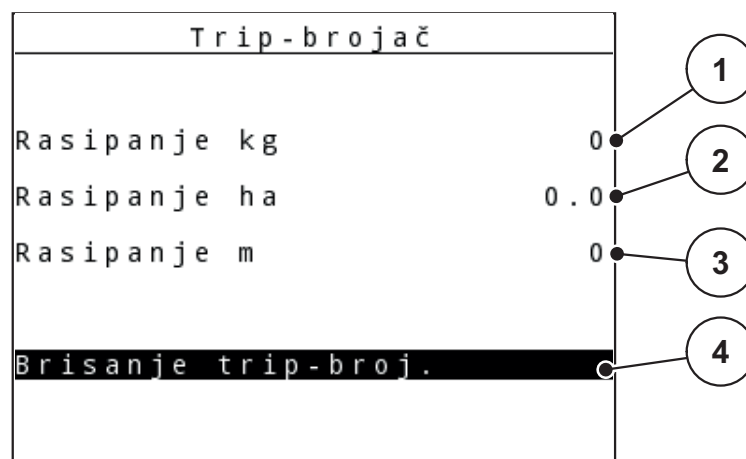 Trip-brojač
Rasipanje kg 0 1
Rasipanje ha 0.0 2
Rasipanje m 0 3
Brisanje trip-broj. 4